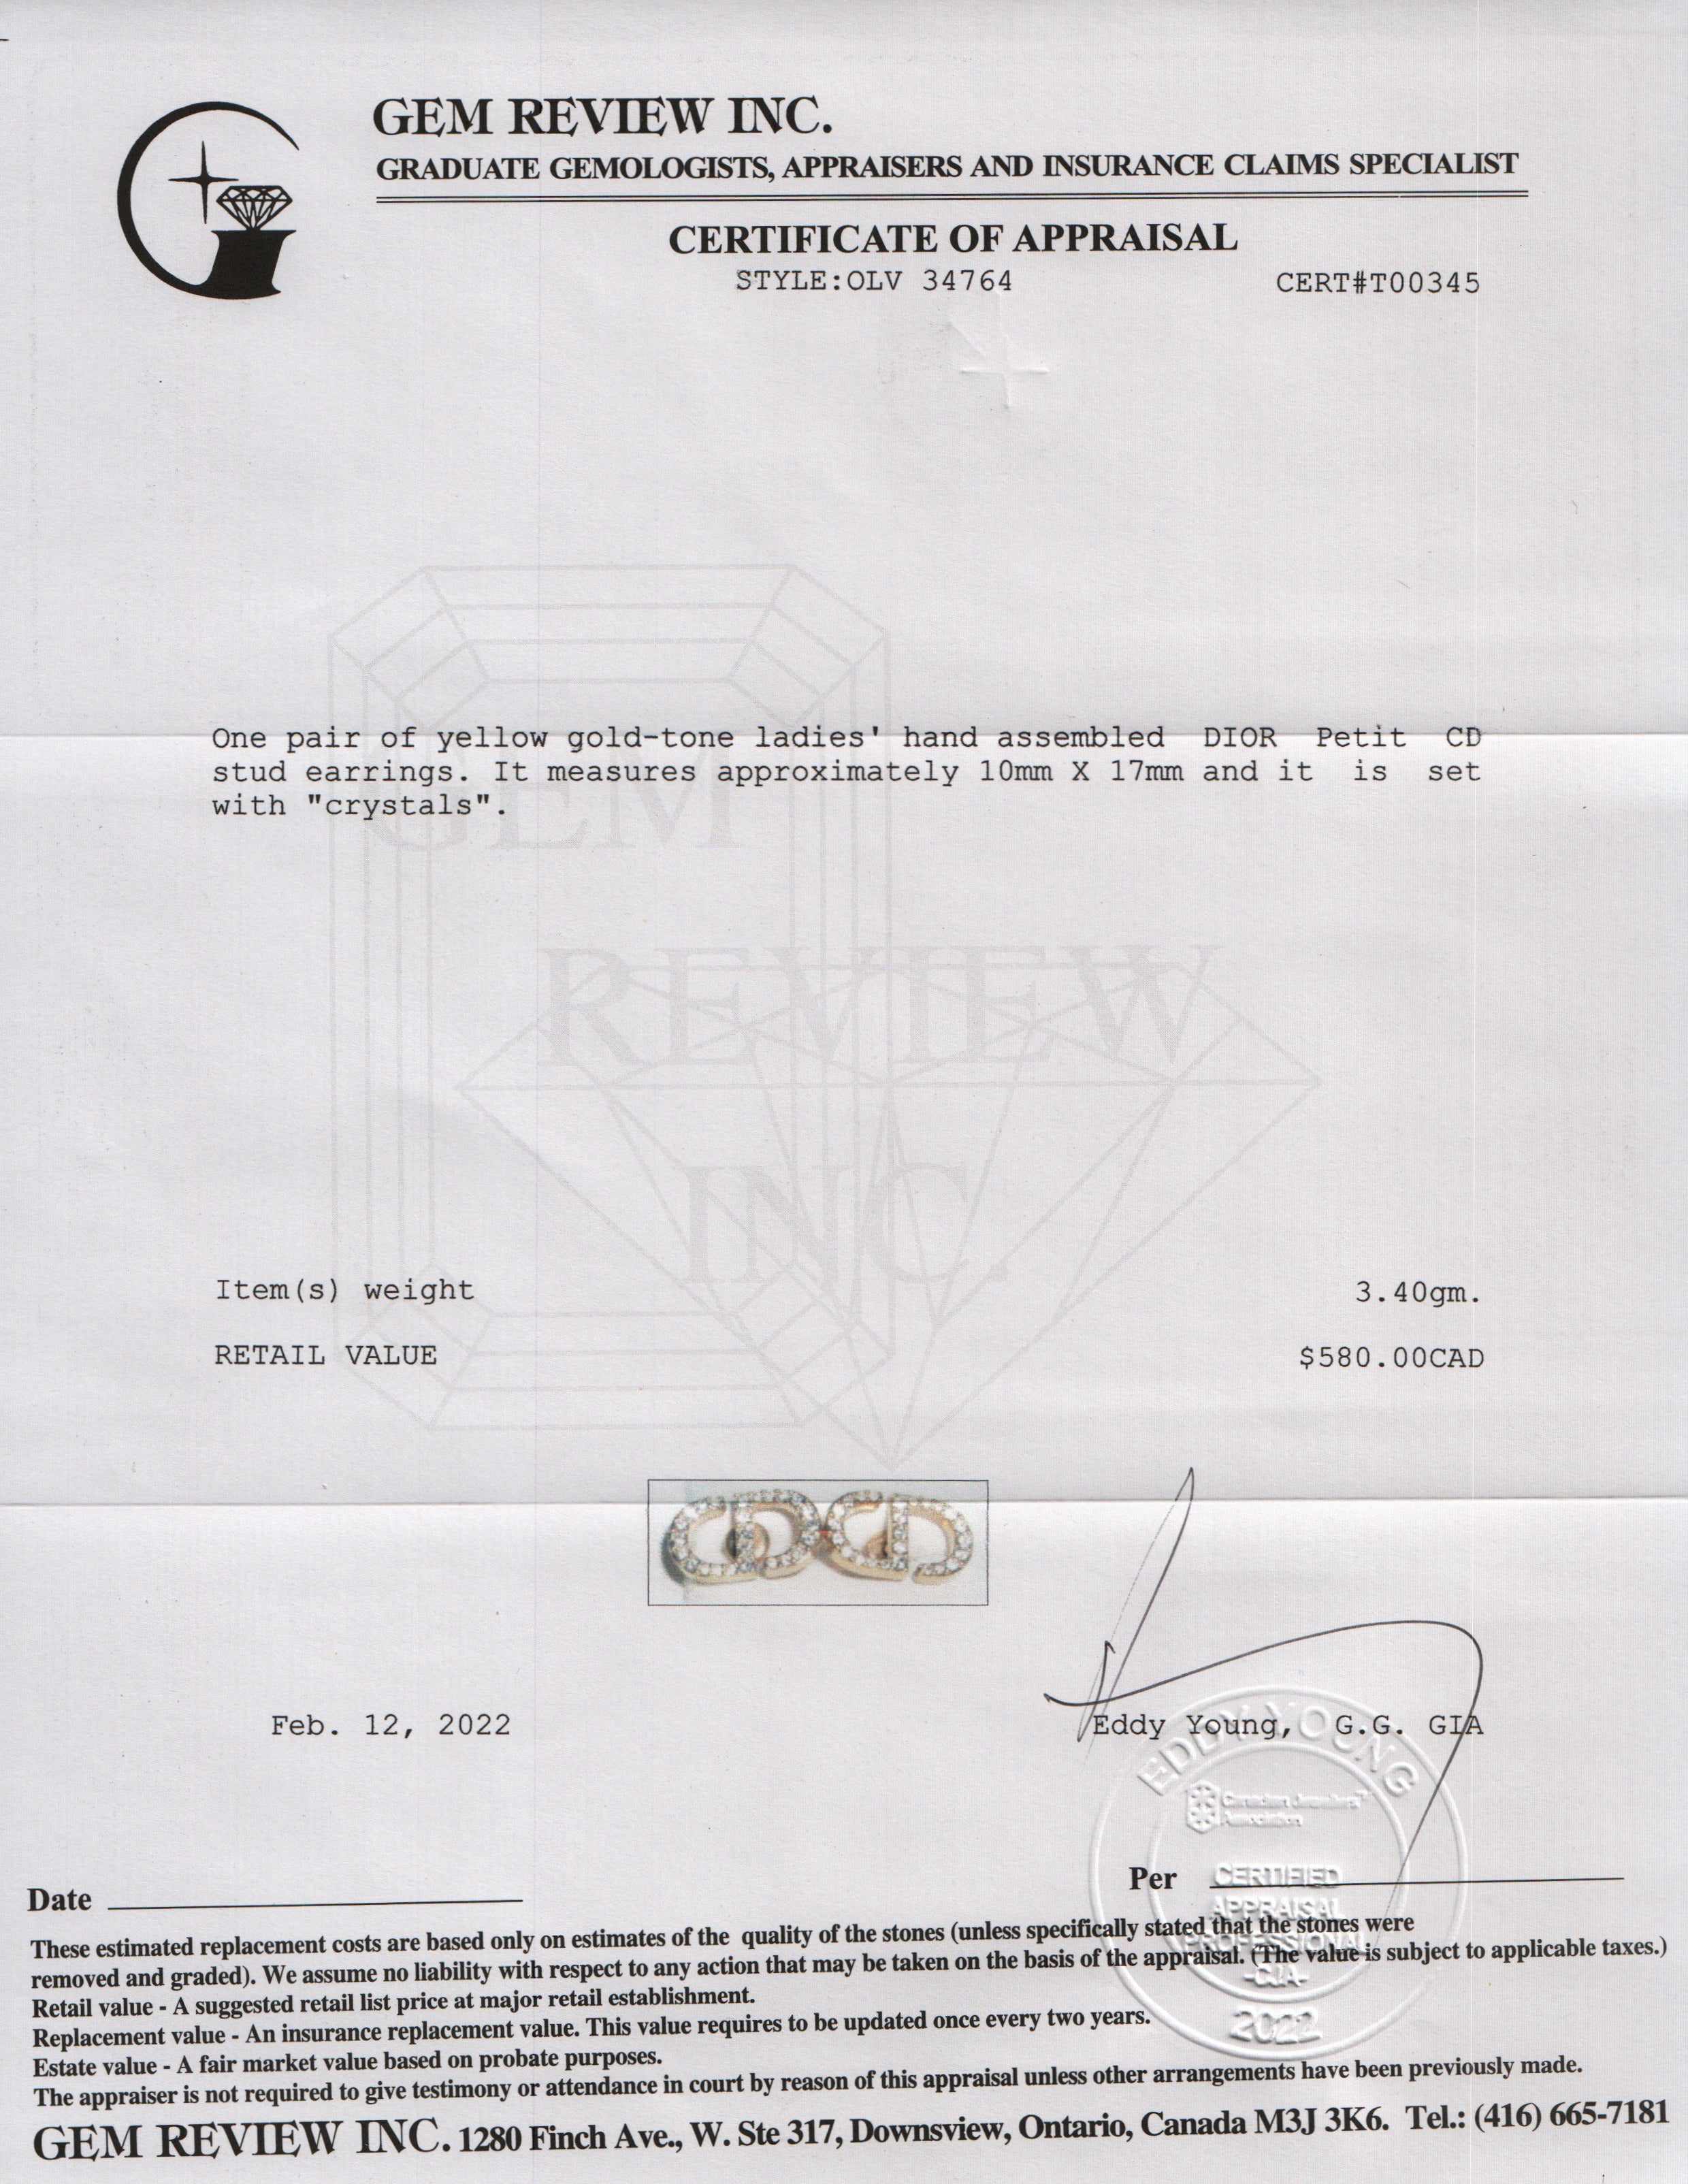 GEM REVIEW INC.
GRADUATE GEMOLOGISTS, APPRAISERS AND INSURANCE CLAIMS SPECIALIST
CERTIFICATE OF APPRAISAL
STYLE:OLV 34764 CERT#T00345
One pair of yellow gold-tone ladies' hand assembled DIOR Petit CD
stud earrings. It measures approximately 10mm X 17mm and it is set
with "crystals".
GEM
REVIEW
INC.
Item(s) weight 3.40gm.
RETAIL VALUE $580.00CAD
Feb. 12, 2022 Eddy Young, G.G. GIA
EDDY YOUNG
Canadian Jewellers
Association
CERTIFIED
APPRAISAL
PROFESSIONAL
-CJA-
2022
Date Per
These estimated replacement costs are based only on estimates of the quality of the stones (unless specifically stated that the stones were
removed and graded). We assume no liability with respect to any action that may be taken on the basis of the appraisal. (The value is subject to applicable taxes.)
Retail value - A suggested retail list price at major retail establishment.
Replacement value - An insurance replacement value. This value requires to be updated once every two years.
Estate value - A fair market value based on probate purposes.
The appraiser is not required to give testimony or attendance in court by reason of this appraisal unless other arrangements have been previously made.
GEM REVIEW INC. 1280 Finch Ave., W. Ste 317, Downsview, Ontario, Canada M3J 3K6. Tel.: (416) 665-7181